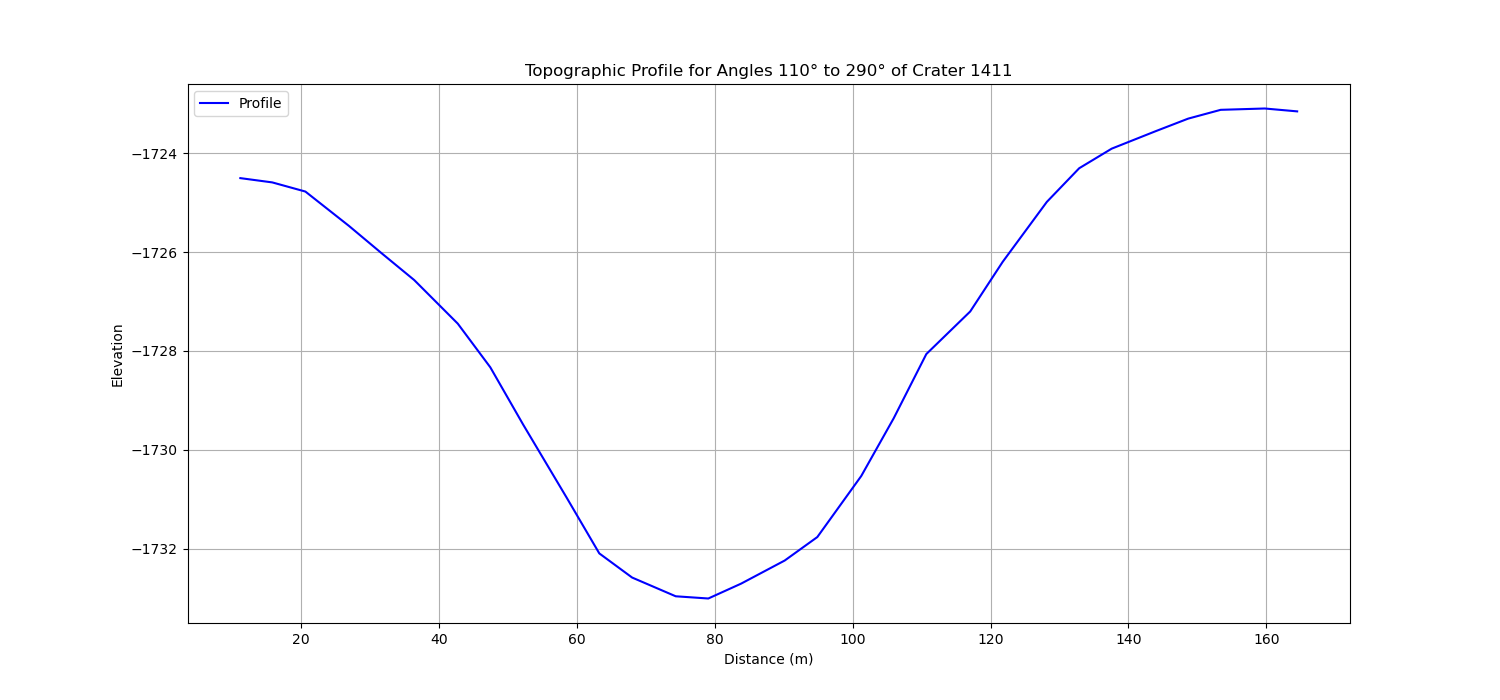 Topographic Profile for Angles 110° to 290° of Crater 1411
Profile
−1724
−1726
−1728
−1730
−1732
Elevation
20 40 60 80 100 120 140 160
Distance (m)